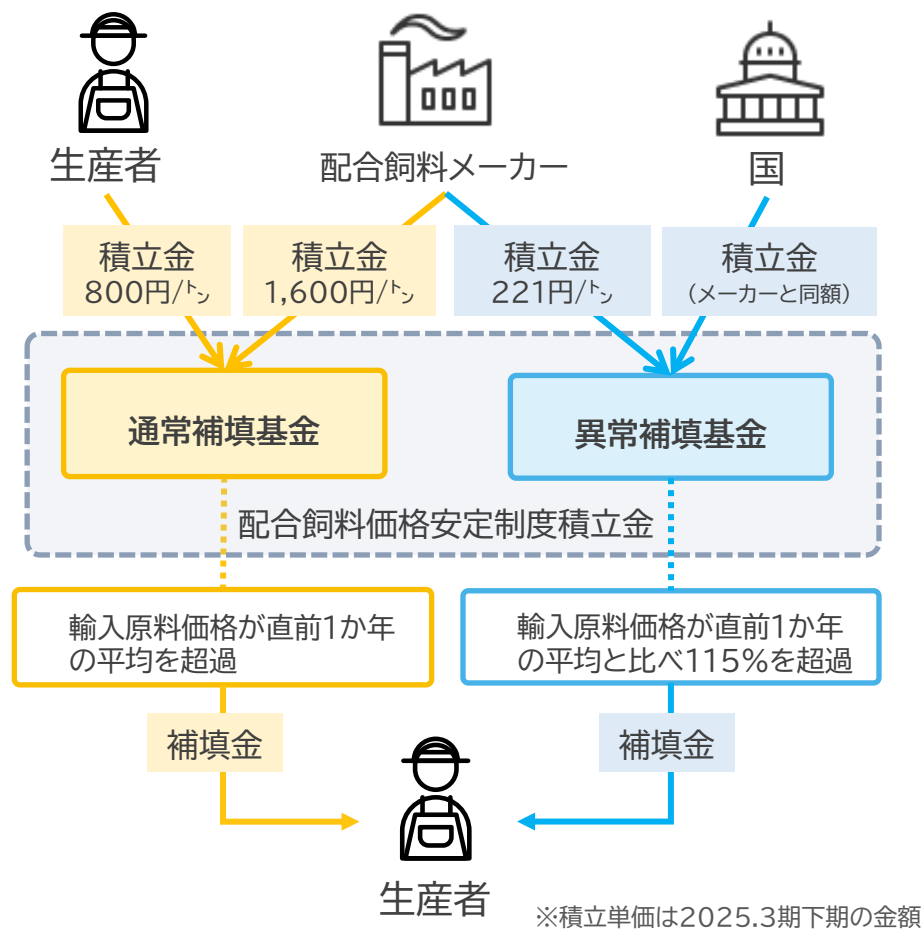 生産者
配合飼料メーカー
国
積立金
800円/㌧
積立金
1,600円/㌧
積立金
221円/㌧
積立金
(メーカーと同額)
通常補填基金
異常補填基金
配合飼料価格安定制度積立金
輸入原料価格が直前1か年
の平均を超過
輸入原料価格が直前1か年
の平均と比べ115%を超過
補填金
補填金
生産者
※積立単価は2025.3期下期の金額